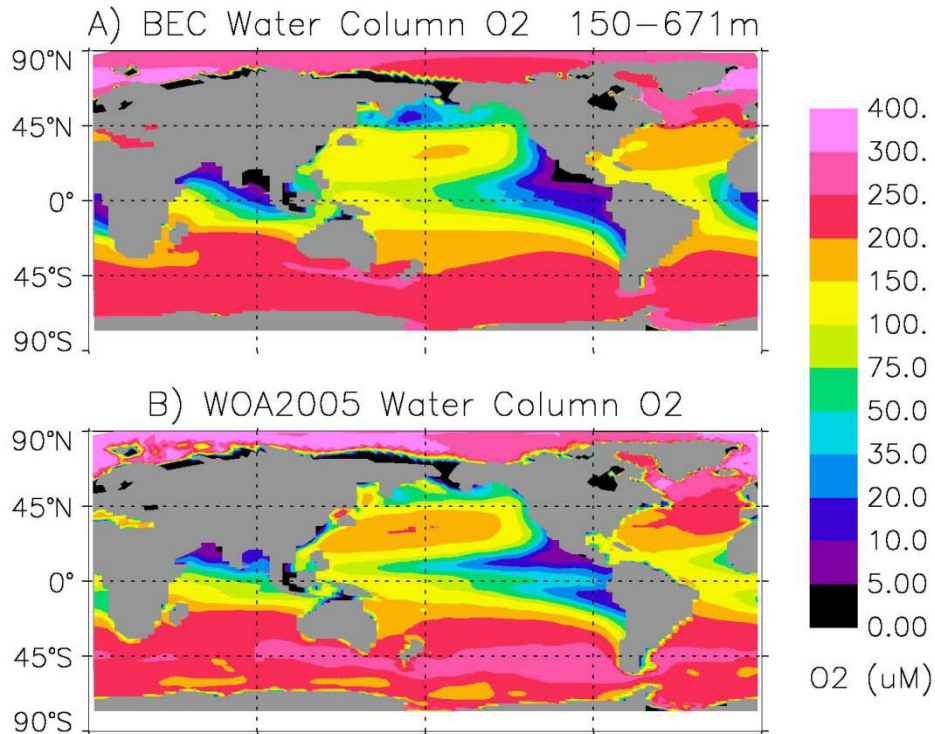 A) BEC Water Column O2 150-671m
90°N
45°N
0°
45°S
90°S
B) WOA2005 Water Column O2
90°N
45°N
0°
45°S
90°S
400.
300.
250.
200.
150.
100.
75.0
50.0
35.0
20.0
10.0
5.00
0.00
O2 (uM)